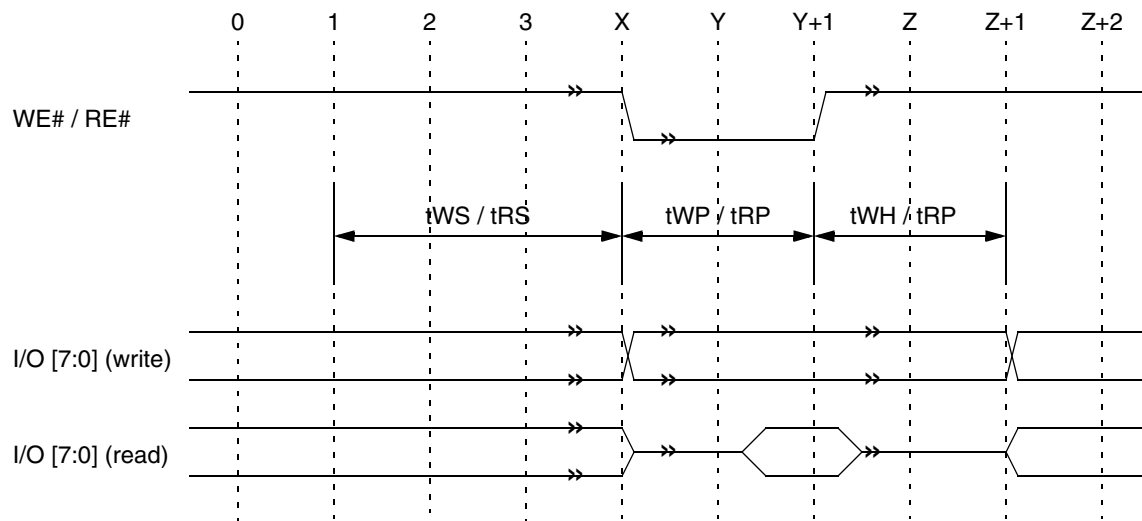 0 1 2 3 X Y Y+1 Z Z+1 Z+2
WE# / RE#
tWS / tRS tWP / tRP tWH / tRP
I/O [7:0] (write)
I/O [7:0] (read)